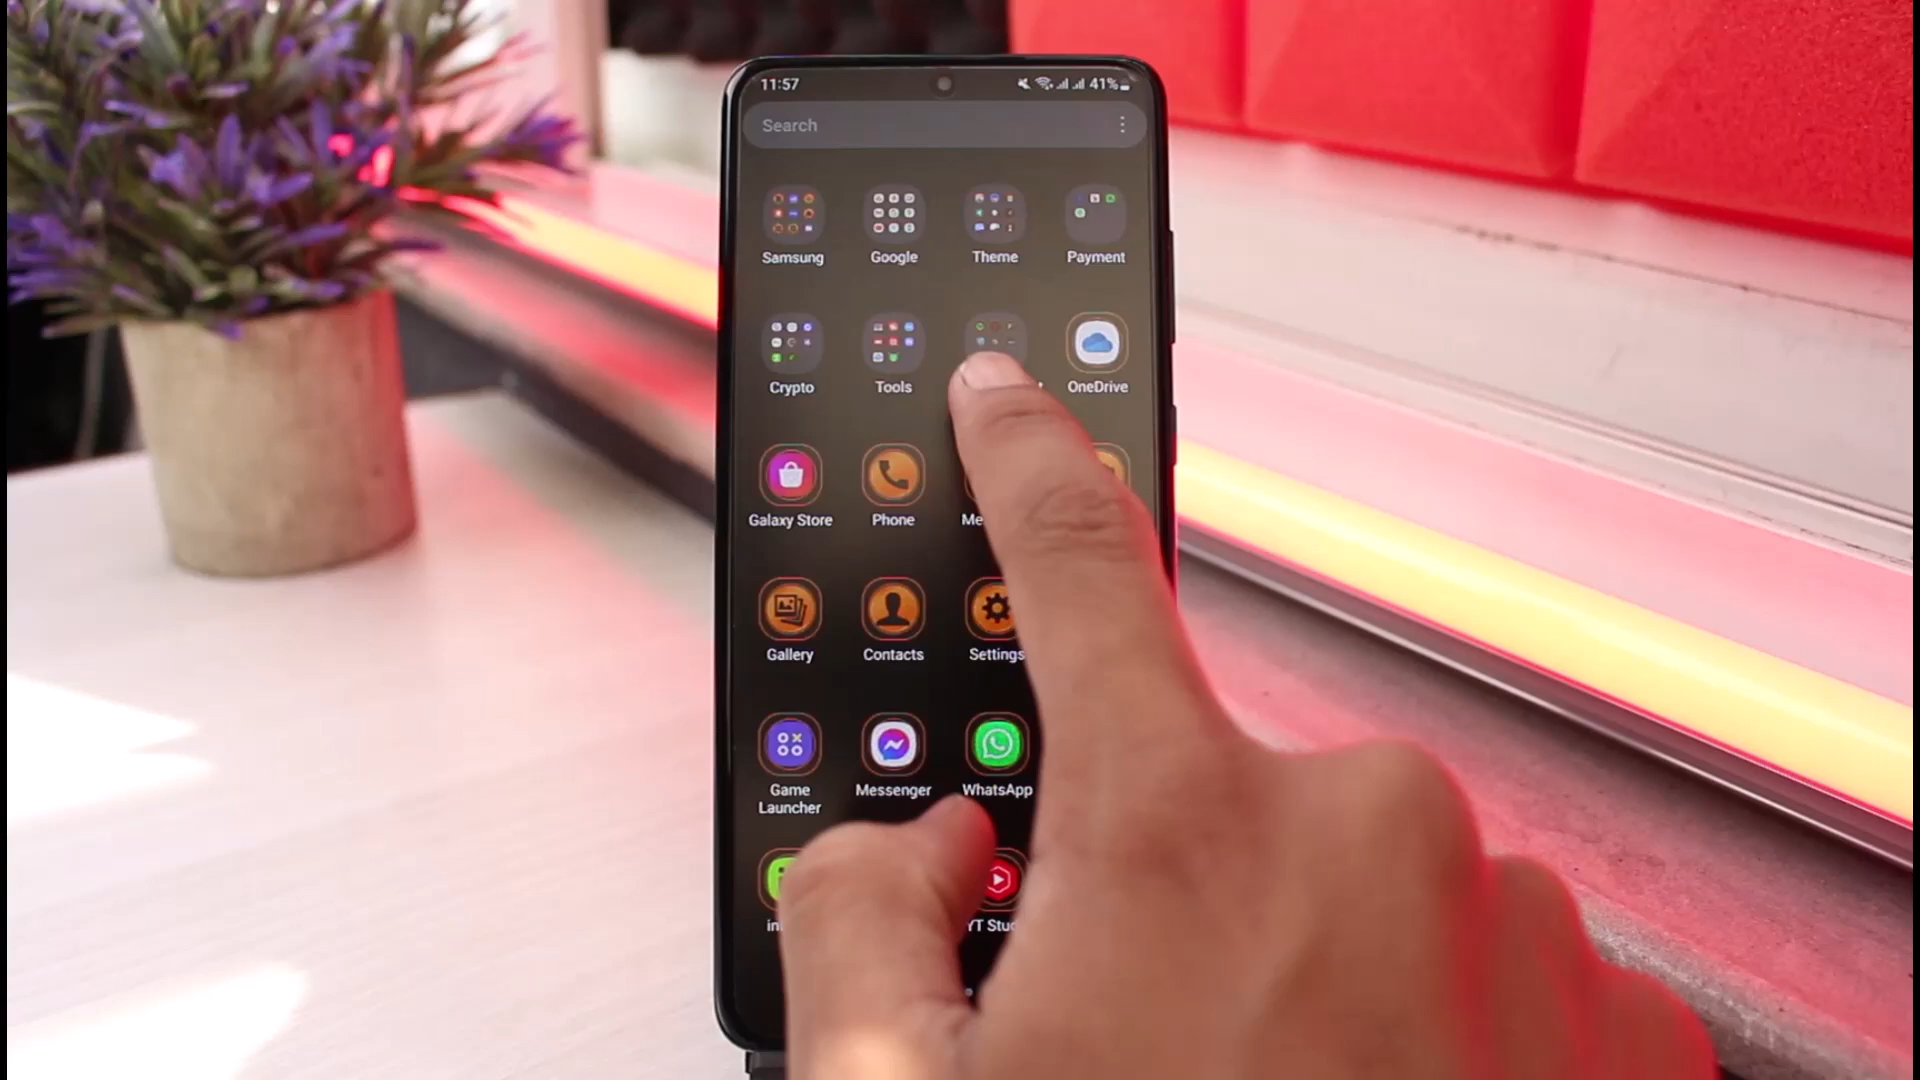 11:57
41%
Search
Samsung Google Theme Payment
Crypto Tools OneDrive
Galaxy Store Phone
Gallery Contacts Settings
Game Messenger WhatsApp
Launcher
YT